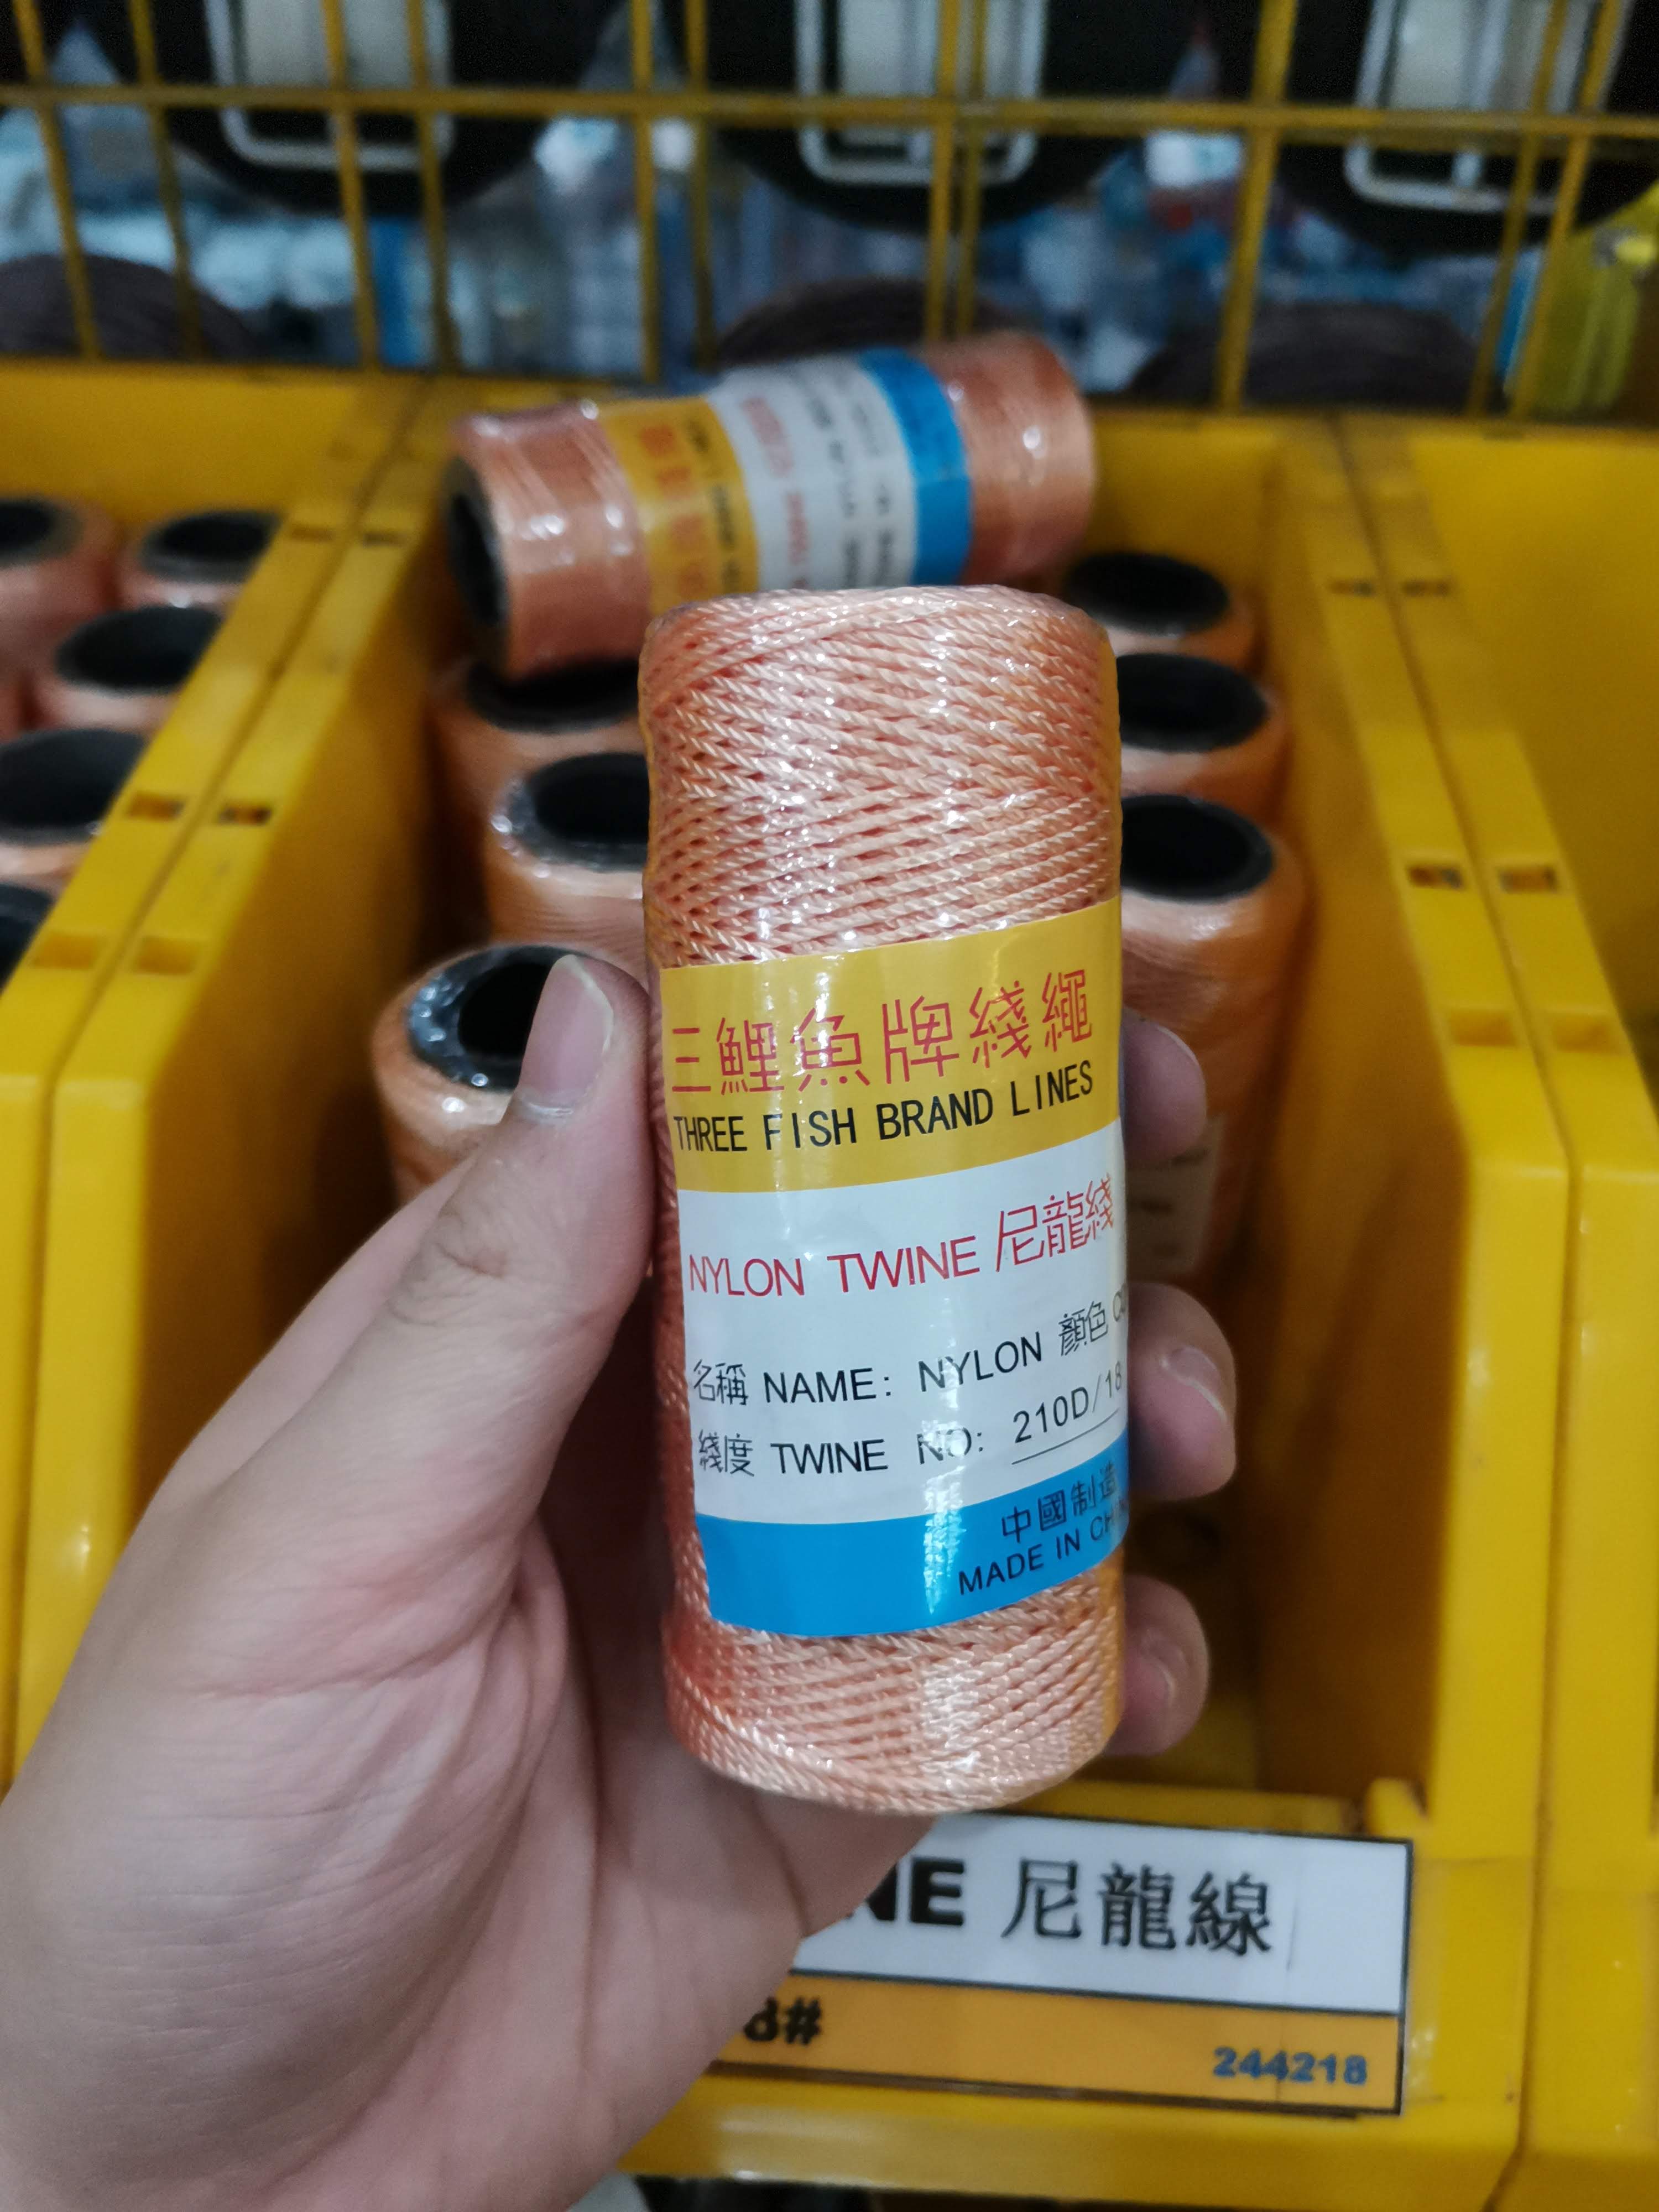 三鯉魚牌綫繩
THREE FISH BRAND LINES
NYLON TWINE 尼龍綫
名稱 NAME: NYLON 顏色
綫度 TWINE NO: 210D/18
中國制造
MADE IN
尼龍線
244218